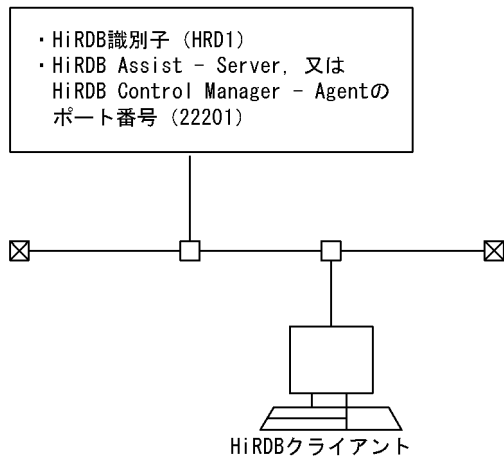 ・HiRDB識別子（HRD1）
・HiRDB Assist － Server，又は
HiRDB Control Manager － Agentの
ポート番号（22201）
HiRDBクライアント